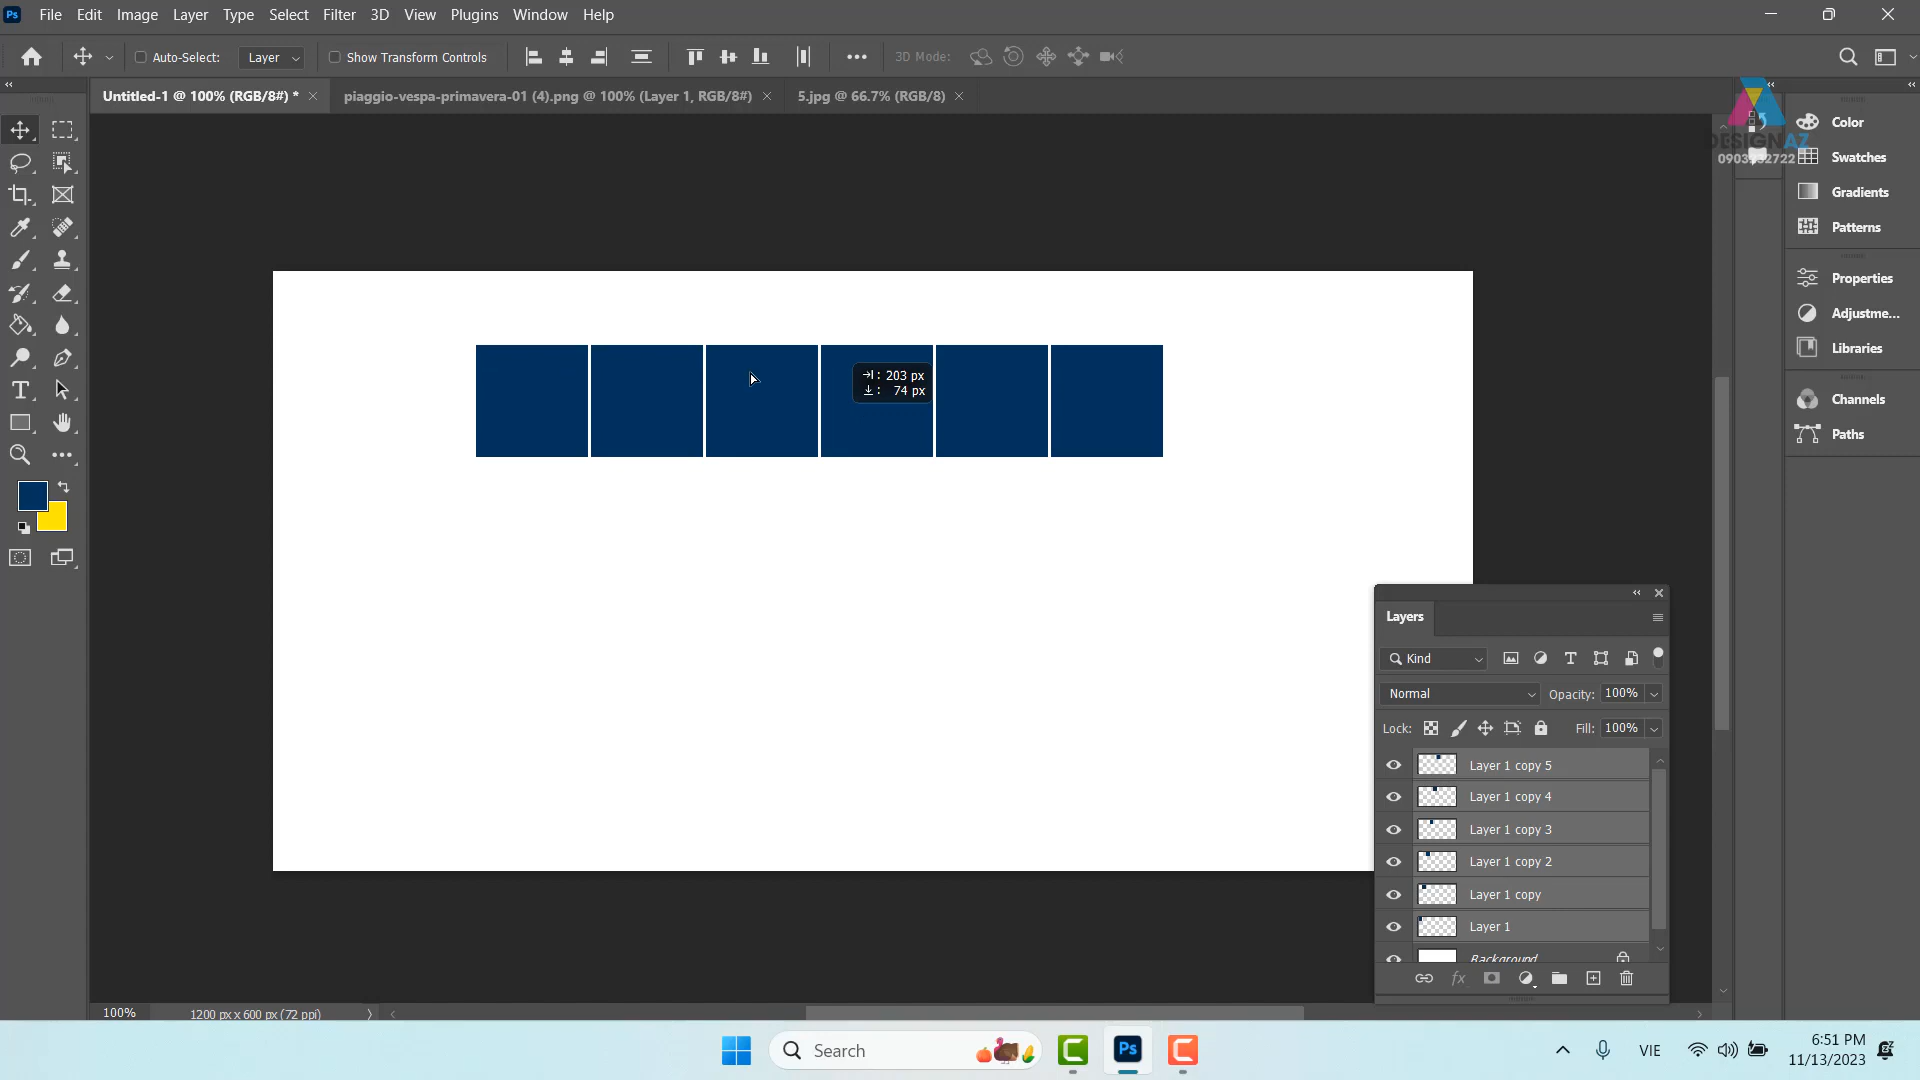 Ps File Edit Image Layer Type Select Filter 3D View Plugins Window Help
Auto-Select: Layer Show Transform Controls 3D Mode:
Untitled-1 @ 100% (RGB/8#) * piaggio-vespa-primavera-01 (4).png @ 100% (Layer 1, RGB/8#) 5.jpg @ 66.7% (RGB/8)
Color
DESIGNAZ
Swatches
Gradients
Patterns
Properties
Adjustme...
Libraries
Channels
Paths
: 203 px
: 74 px
Layers
Kind
Normal Opacity: 100%
Lock: Fill: 100%
Layer 1 copy 5
Layer 1 copy 4
Layer 1 copy 3
Layer 1 copy 2
Layer 1 copy
Layer 1
Background
100% 1200 px x 600 px (72 ppi)
Search Ps VIE 6:51 PM
11/13/2023